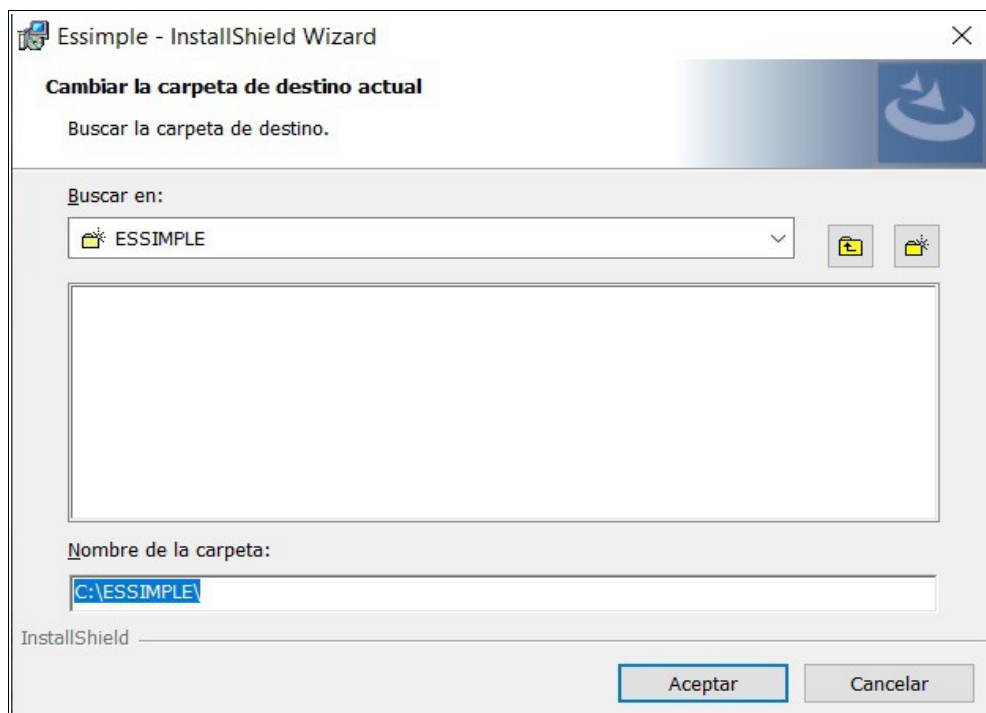 Essimple - InstallShield Wizard
Cambiar la carpeta de destino actual
Buscar la carpeta de destino.
Buscar en:
ESSIMPLE
Nombre de la carpeta:
C:\ESSIMPLE\
InstallShield
Aceptar
Cancelar